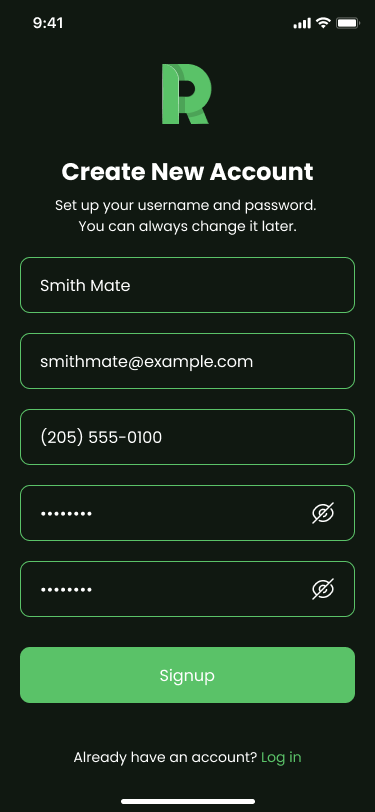 9:41
R
Create New Account
Set up your username and password.
You can always change it later.
Smith Mate
smithmate@example.com
(205) 555-0100
••••••••
••••••••
Signup
Already have an account? Log in